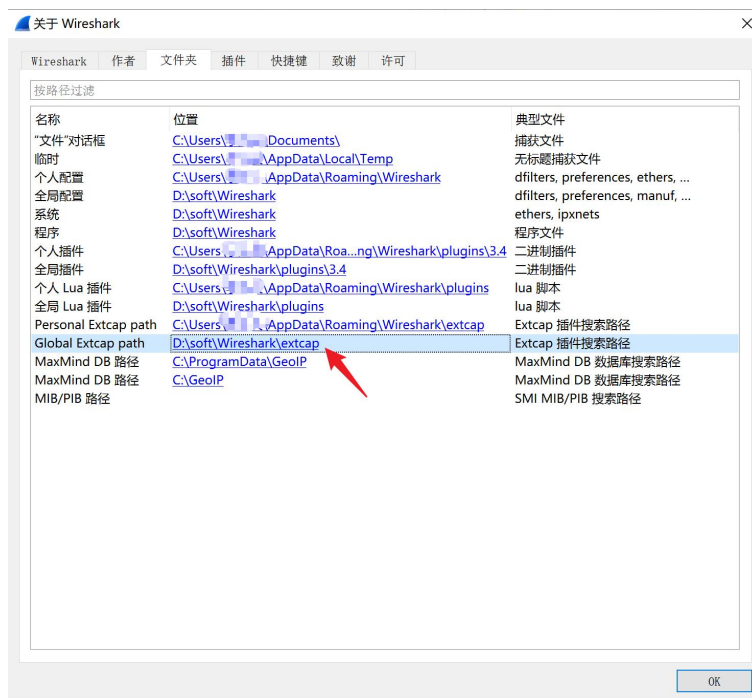 关于 Wireshark
Wireshark 作者 文件夹 插件 快捷键 致谢 许可
按路径过滤
名称 位置 典型文件
"文件"对话框 C:\Users\ Documents\ 捕获文件
临时 C:\Users\ \AppData\Local\Temp 无标题捕获文件
个人配置 C:\Users\ \AppData\Roaming\Wireshark dfilters, preferences, ethers, ...
全局配置 D:\soft\Wireshark dfilters, preferences, manuf, ...
系统 D:\soft\Wireshark ethers, ipxnets
程序 D:\soft\Wireshark 程序文件
个人插件 C:\Users \AppData\Roa...ng\Wireshark\plugins\3.4 二进制插件
全局插件 D:\soft\Wireshark\plugins\3.4 二进制插件
个人 Lua 插件 C:\Users\ \AppData\Roaming\Wireshark\plugins lua 脚本
全局 Lua 插件 D:\soft\Wireshark\plugins lua 脚本
Personal Extcap path C:\Users \AppData\Roaming\Wireshark\extcap Extcap 插件搜索路径
Global Extcap path D:\soft\Wireshark\extcap Extcap 插件搜索路径
MaxMind DB 路径 C:\ProgramData\GeoIP MaxMind DB 数据库搜索路径
MaxMind DB 路径 C:\GeoIP MaxMind DB 数据库搜索路径
MIB/PIB 路径 SMI MIB/PIB 搜索路径
OK